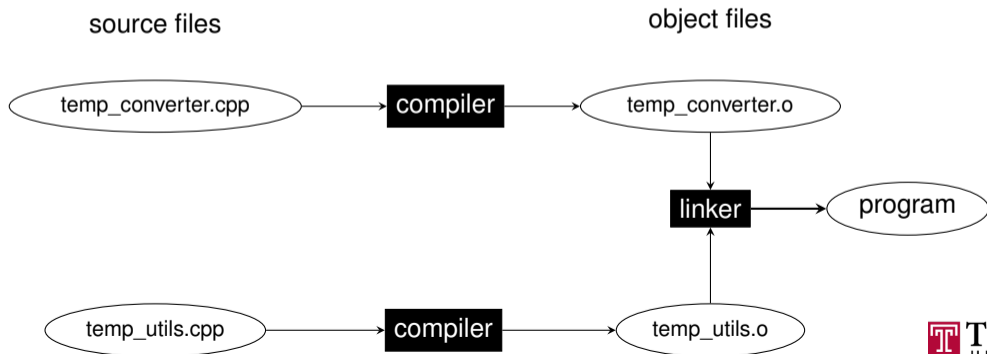 source files
object files
temp_converter.cpp
compiler
temp_converter.o
linker
program
temp_utils.cpp
compiler
temp_utils.o